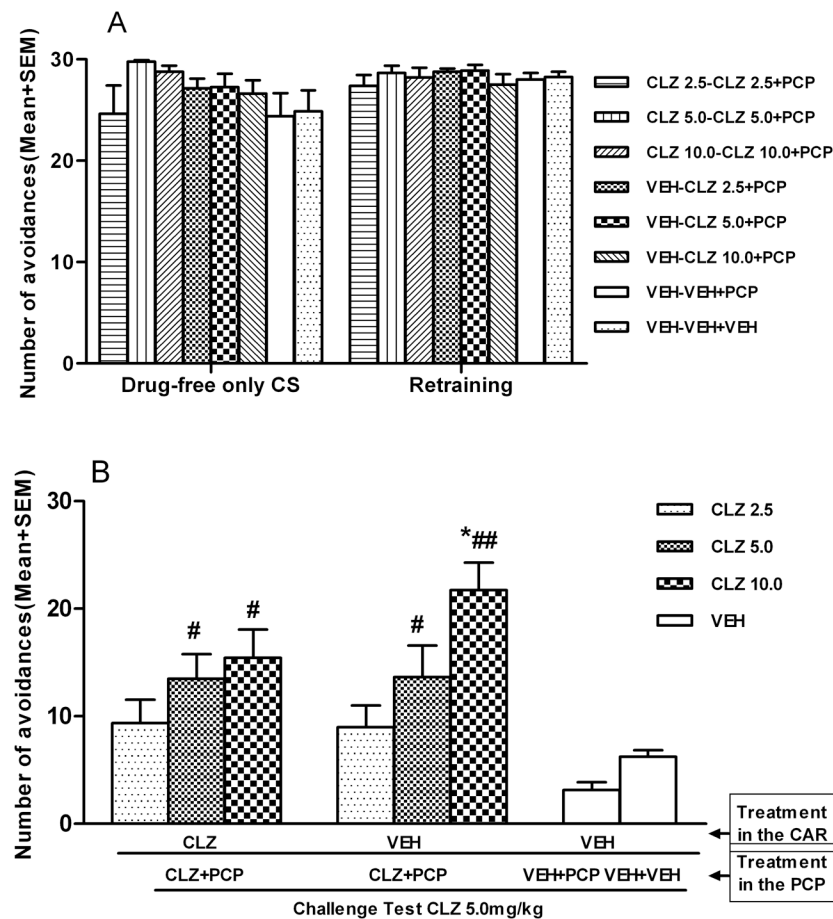 A
Number of avoidances(Mean+SEM)
30
20
10
0
Drug-free only CS
Retraining
CLZ 2.5-CLZ 2.5+PCP
CLZ 5.0-CLZ 5.0+PCP
CLZ 10.0-CLZ 10.0+PCP
VEH-CLZ 2.5+PCP
VEH-CLZ 5.0+PCP
VEH-CLZ 10.0+PCP
VEH-VEH+PCP
VEH-VEH+VEH
B
Number of avoidances(Mean+SEM)
30
20
10
0
#
#
#
*##
CLZ 2.5
CLZ 5.0
CLZ 10.0
VEH
CLZ
VEH
VEH
Treatment
in the CAR
CLZ+PCP
CLZ+PCP
VEH+PCP VEH+VEH
Treatment
in the PCP
Challenge Test CLZ 5.0mg/kg